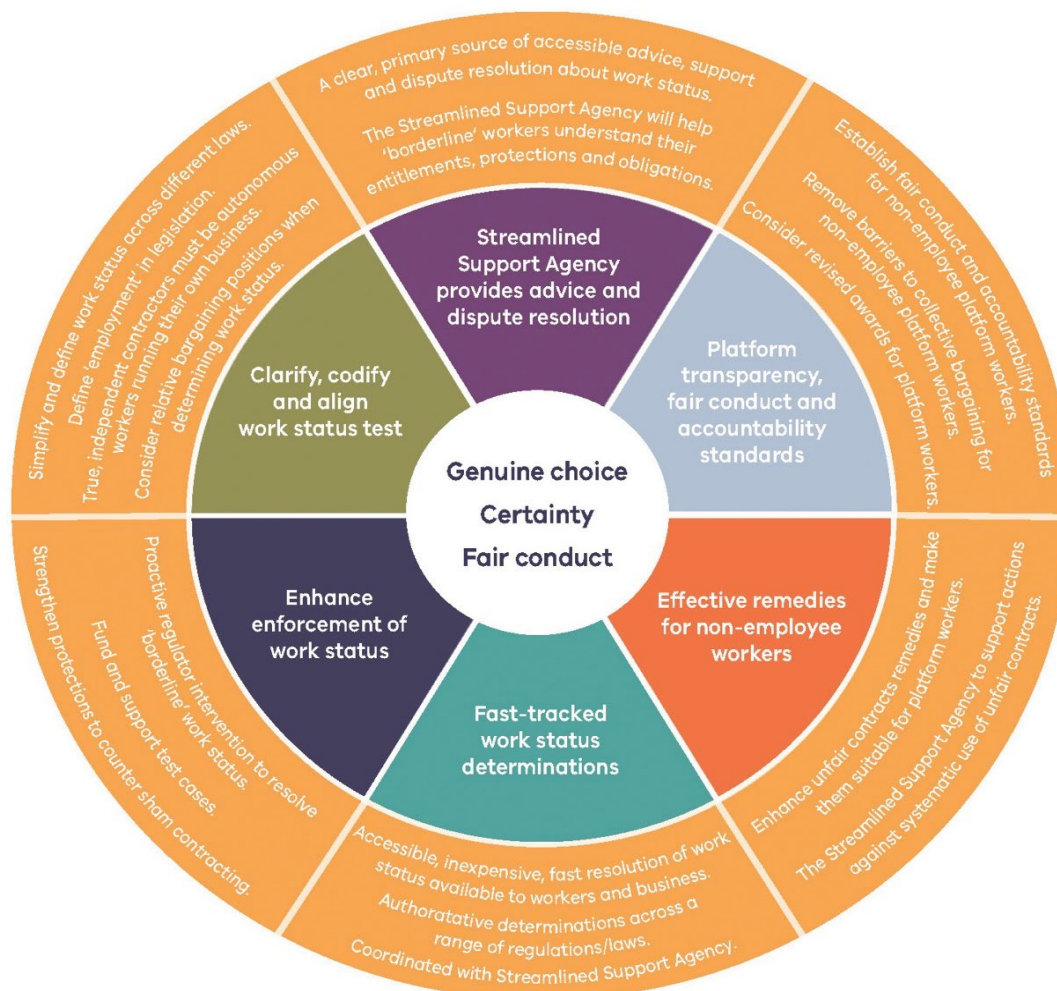 A clear, primary source of accessible advice, support
and dispute resolution about work status.
The Streamlined Support Agency will help
‘borderline’ workers understand their
entitlements, protections and obligations.
Streamlined
Support Agency
provides advice and
dispute resolution
Establish fair conduct and accountability standards
for non-employee platform workers.
Remove barriers to collective bargaining for
non-employee platform workers.
Consider revised awards for platform workers.
Platform
transparency,
fair conduct and
accountability
standards
Enhance unfair contracts remedies and make
them suitable for platform workers.
The Streamlined Support Agency to support actions
against systematic use of unfair contracts.
Effective remedies
for non-employee
workers
Accessible, inexpensive, fast resolution of work
status available to workers and business.
Authoratative determinations across a
range of regulations/laws.
Coordinated with Streamlined Support Agency.
Fast-tracked
work status
determinations
Proactive regulator intervention to resolve
‘borderline’ work status.
Fund and support test cases.
Strengthen protections to counter sham contracting.
Enhance
enforcement of
work status
Simplify and define work status across different laws.
Define ‘employment’ in legislation.
True, independent contractors must be autonomous
workers running their own business.
Consider relative bargaining positions when
determining work status.
Clarify, codify
and align
work status test
Genuine choice
Certainty
Fair conduct